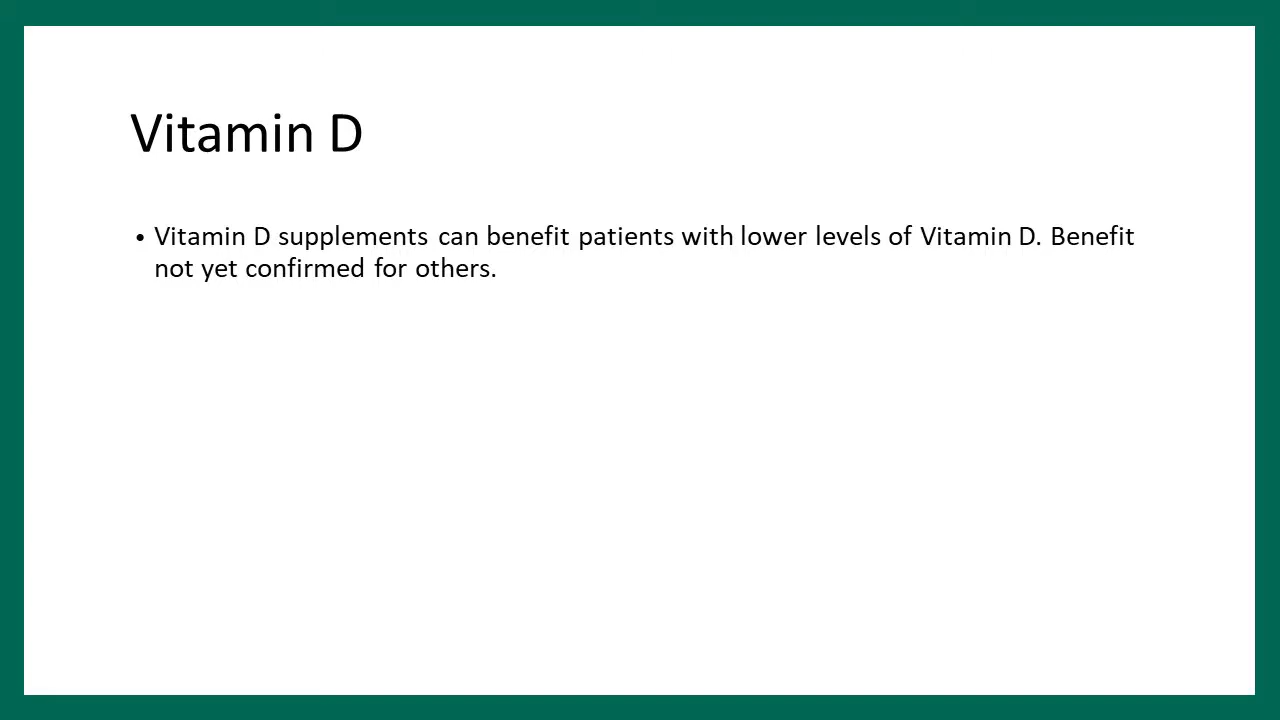 Vitamin D
• Vitamin D supplements can benefit patients with lower levels of Vitamin D. Benefit
not yet confirmed for others.